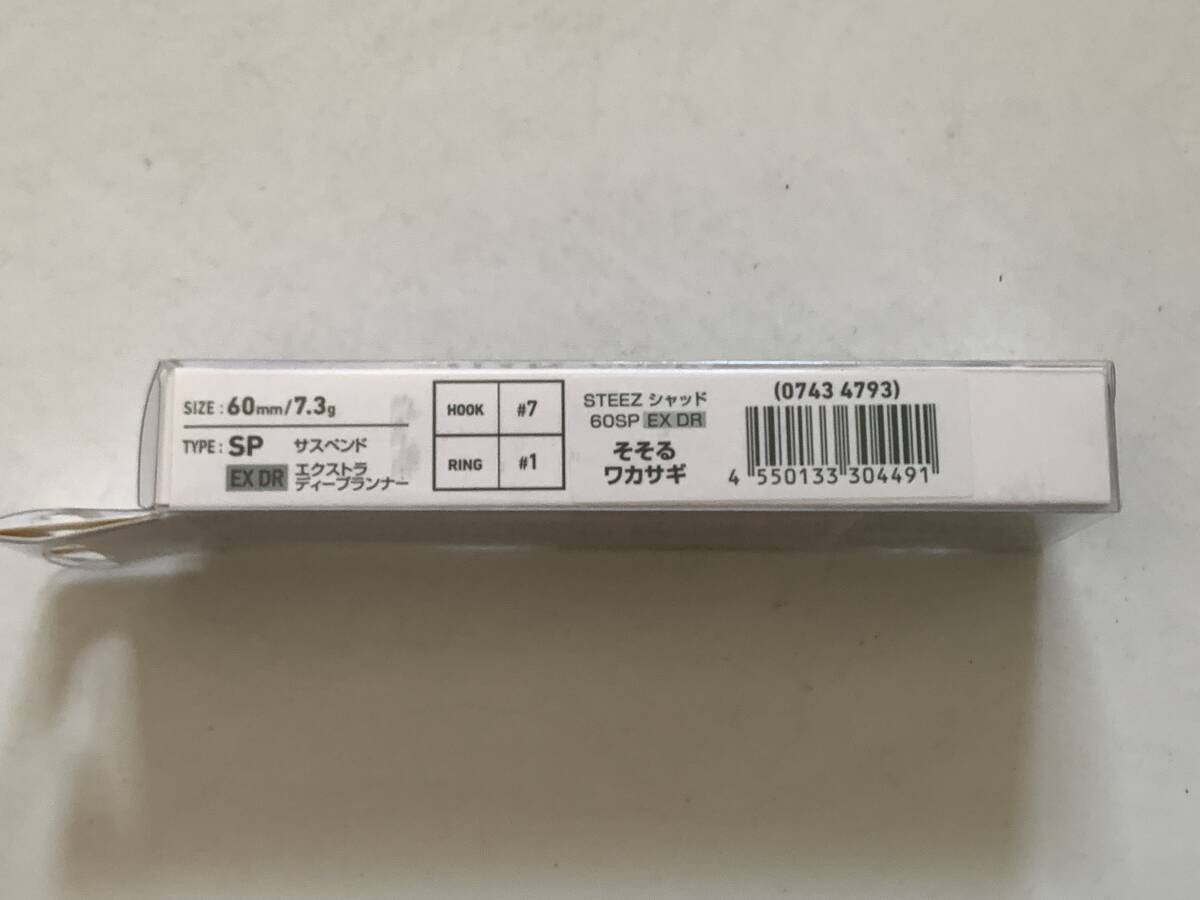 SIZE : 60mm/7.3g
TYPE : SP サスペンド
EX DR エクストラ
ディープランナー
HOOK #7
RING #1
STEEZ シャッド
60SP EX DR
そそる
ワカサギ
(0743 4793)
4 550133 304491